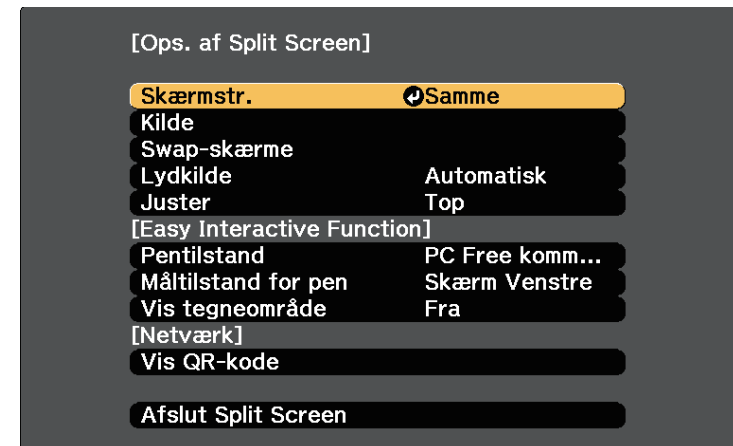 [Ops. af Split Screen]
Skærmstr. Samme
Kilde
Swap-skærme
Lydkilde Automatisk
Juster Top
[Easy Interactive Function]
Pentilstand PC Free komm...
Måltilstand for pen Skærm Venstre
Vis tegneområde Fra
[Netværk]
Vis QR-kode
Afslut Split Screen